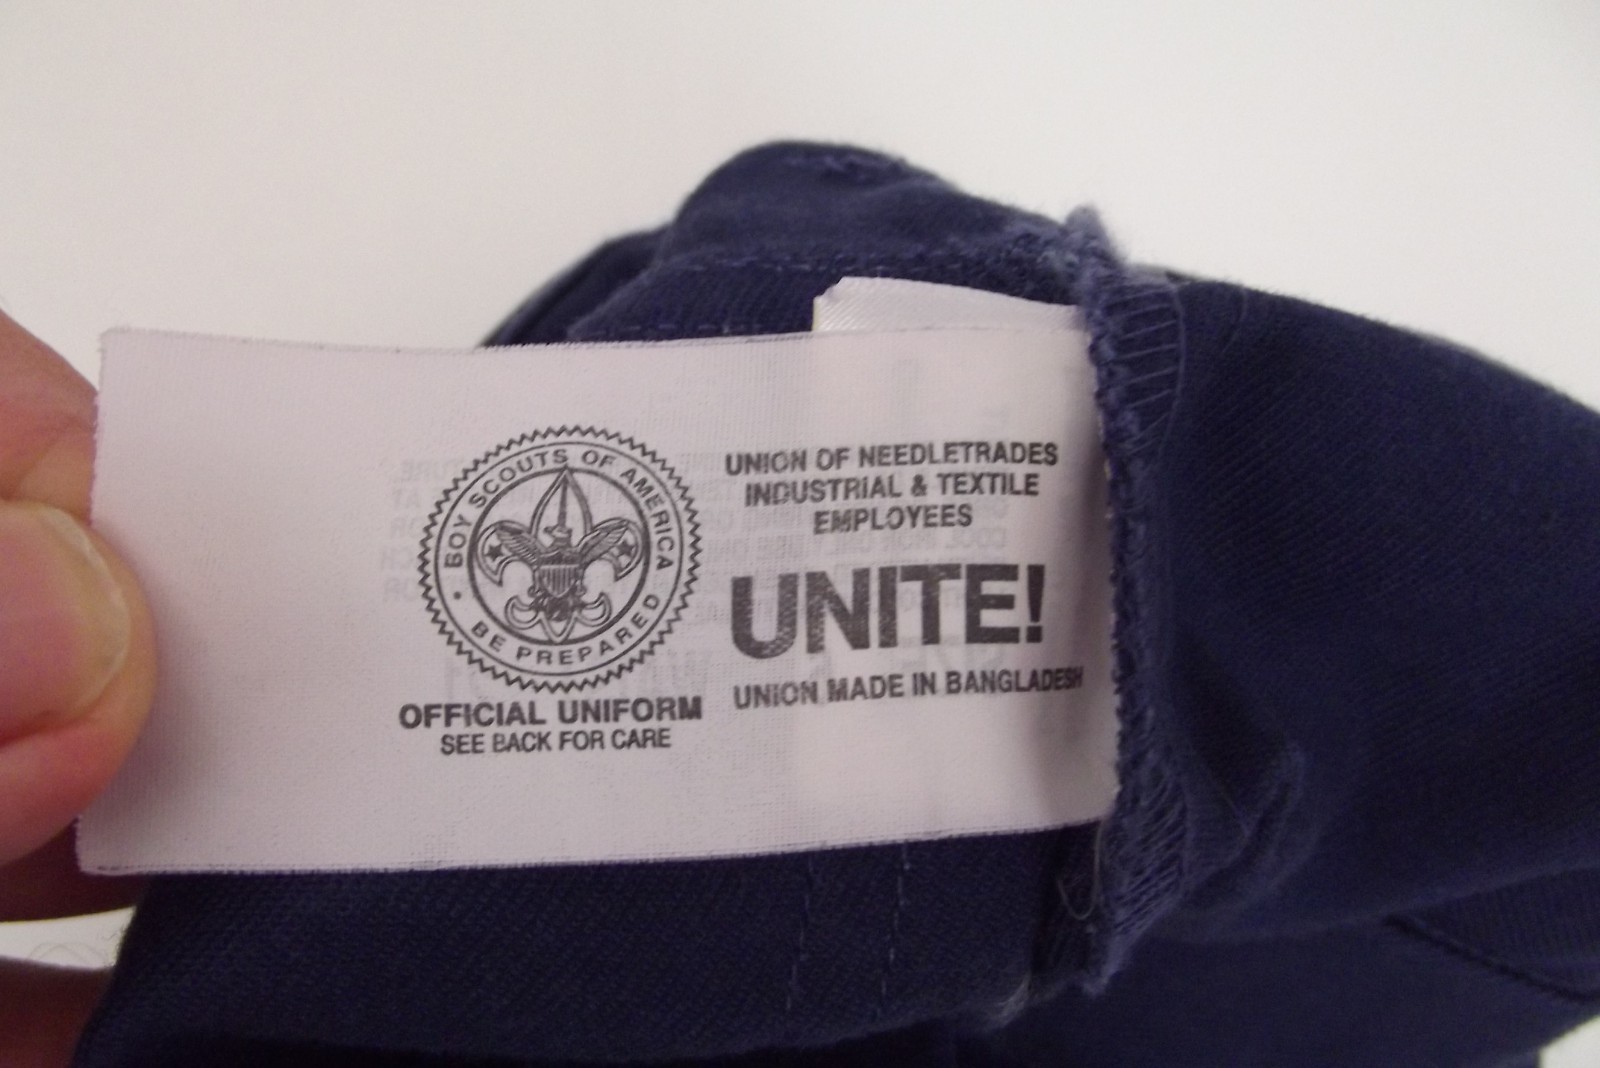 BOY SCOUTS OF AMERICA
BE PREPARED
OFFICIAL UNIFORM
SEE BACK FOR CARE
UNION OF NEEDLETRADES
INDUSTRIAL & TEXTILE
EMPLOYEES
UNITE!
UNION MADE IN BANGLADESH